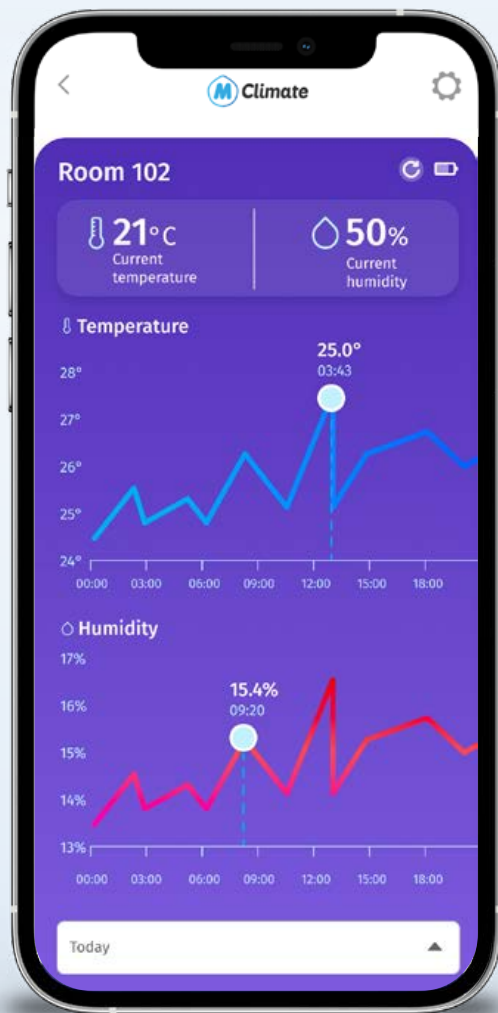 M Climate
Room 102
21°C
Current
temperature
50%
Current
humidity
Temperature
25.0°
03:43
28°
27°
26°
25°
24°
00:00 03:00 06:00 09:00 12:00 15:00 18:00
Humidity
17%
15.4%
09:20
16%
15%
14%
13%
00:00 03:00 06:00 09:00 12:00 15:00 18:00
Today